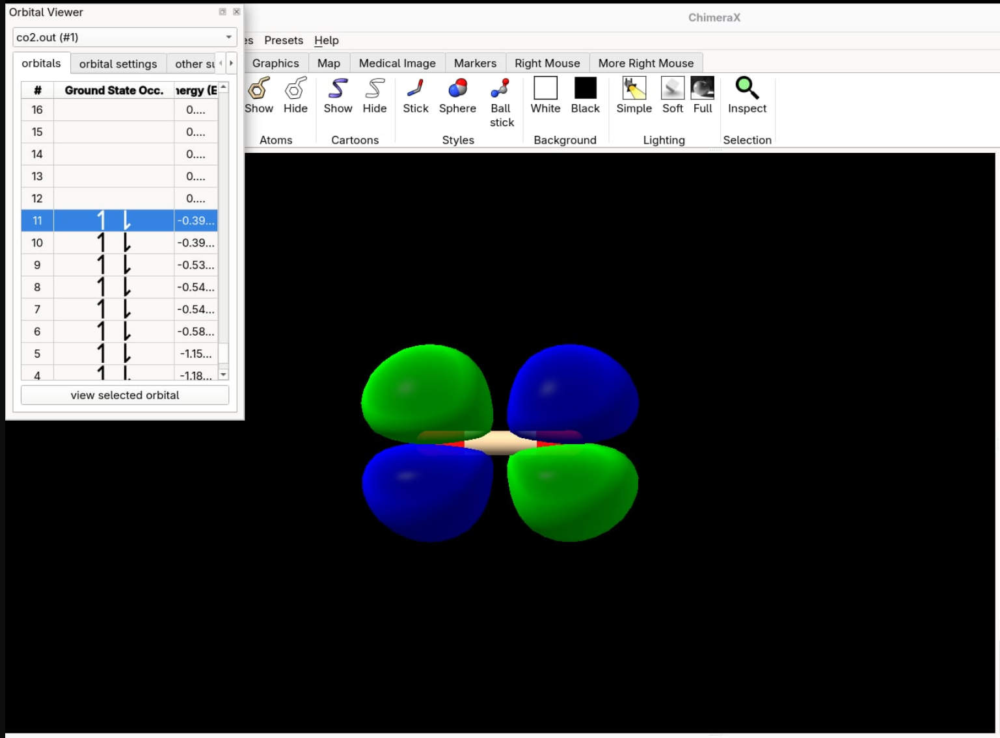 Orbital Viewer
ChimeraX
co2.out (#1)
es Presets Help
orbitals orbital settings other su
Graphics Map Medical Image Markers Right Mouse More Right Mouse
# Ground State Occ. nergy (E
16 0....
15 0....
14 0....
13 0....
12 0....
11 ↿ ⇂ -0.39...
10 ↿ ⇂ -0.39...
9 ↿ ⇂ -0.53...
8 ↿ ⇂ -0.54...
7 ↿ ⇂ -0.54...
6 ↿ ⇂ -0.58...
5 ↿ ⇂ -1.15...
4 ↿ ⇂ -1.18...
view selected orbital
Show Hide Show Hide Stick Sphere Ball stick White Black Simple Soft Full Inspect
Atoms Cartoons Styles Background Lighting Selection